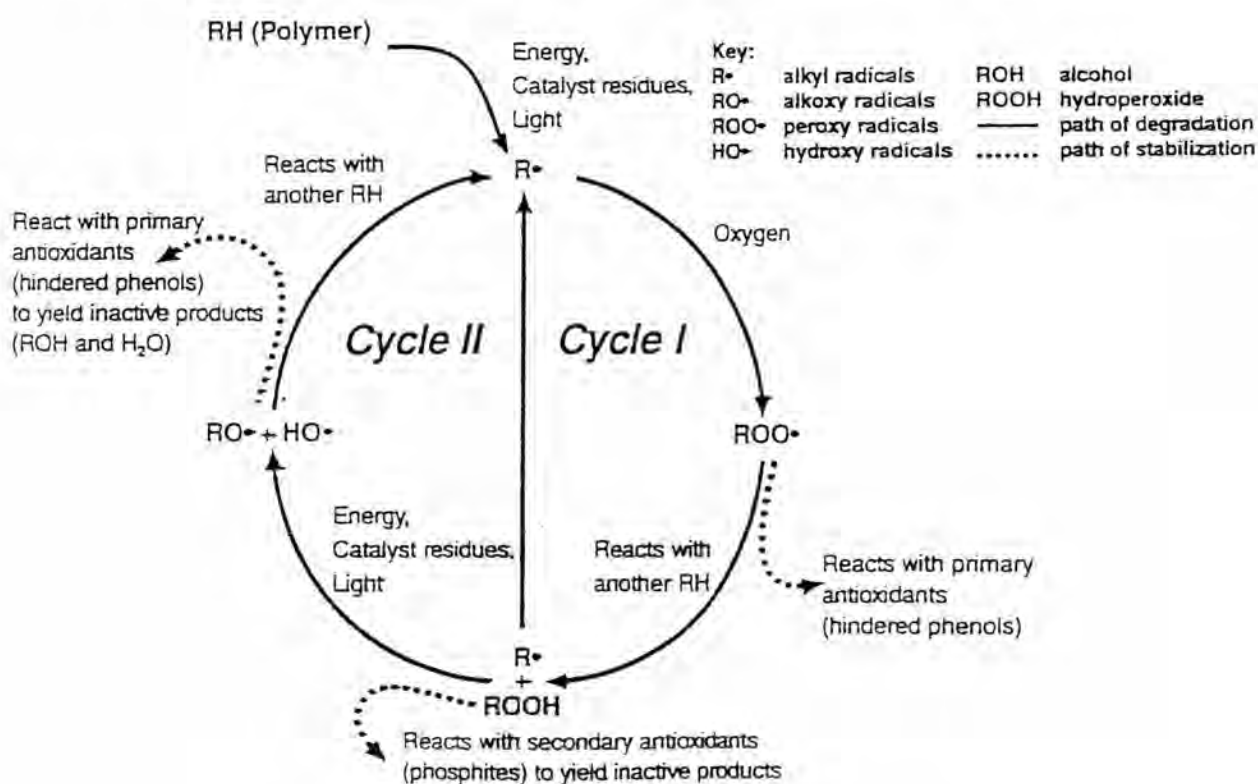 RH (Polymer)
Energy,
Catalyst residues,
Light
Key:
R• alkyl radicals ROH alcohol
RO• alkoxy radicals ROOH hydroperoxide
ROO• peroxy radicals path of degradation
HO• hydroxy radicals path of stabilization
R•
Reacts with
another RH
Oxygen
React with primary
antioxidants
(hindered phenols)
to yield inactive products
(ROH and H₂O)
Cycle II
Cycle I
RO• + HO•
ROO•
Energy,
Catalyst residues,
Light
Reacts with
another RH
Reacts with primary
antioxidants
(hindered phenols)
R•
+
ROOH
Reacts with secondary antioxidants
(phosphites) to yield inactive products